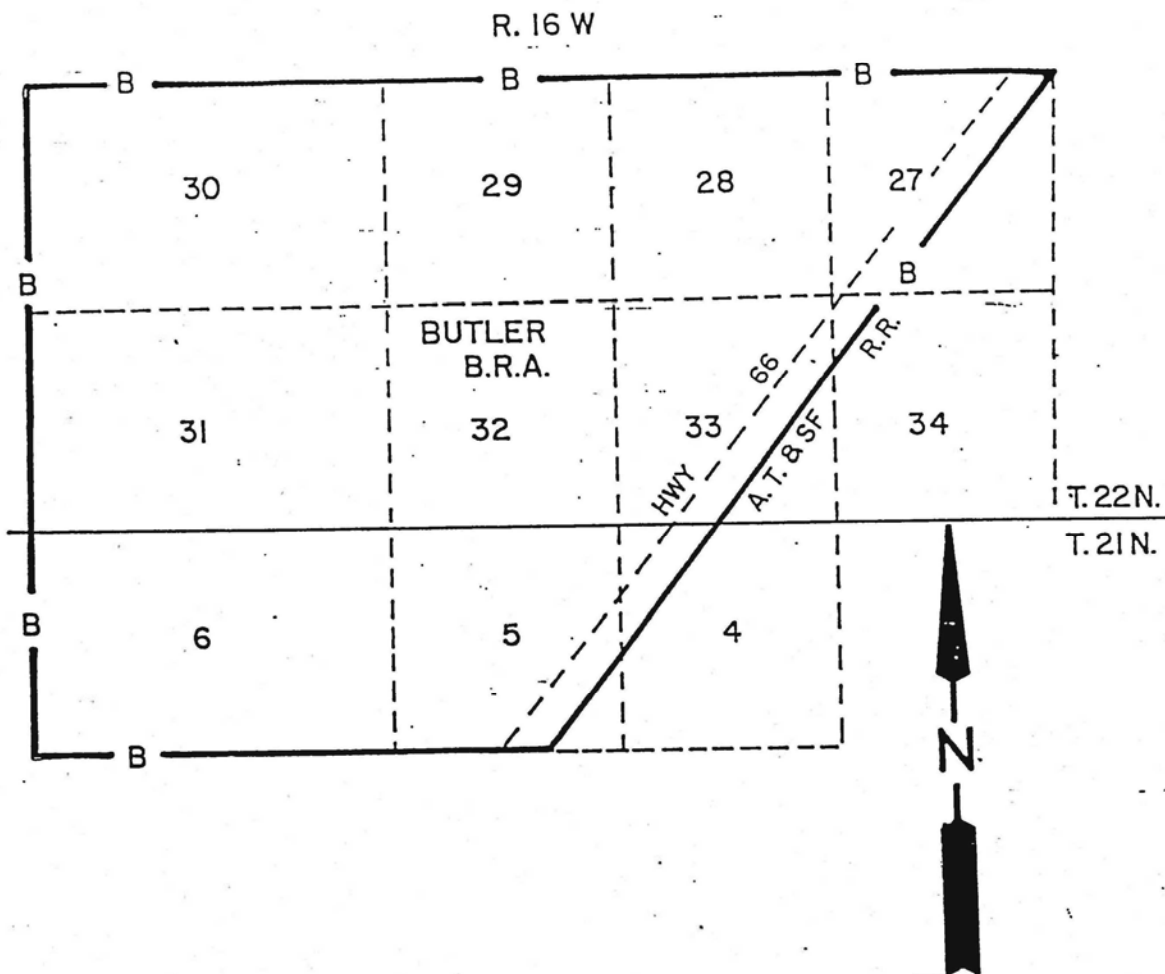 R. 16 W
B B B
30 29 28 27
B
B
BUTLER
B.R.A.
66
R.R.
31 32 33 34
HWY
A. T. & SF
T. 22 N.
T. 21 N.
B
6 5 4
B
N